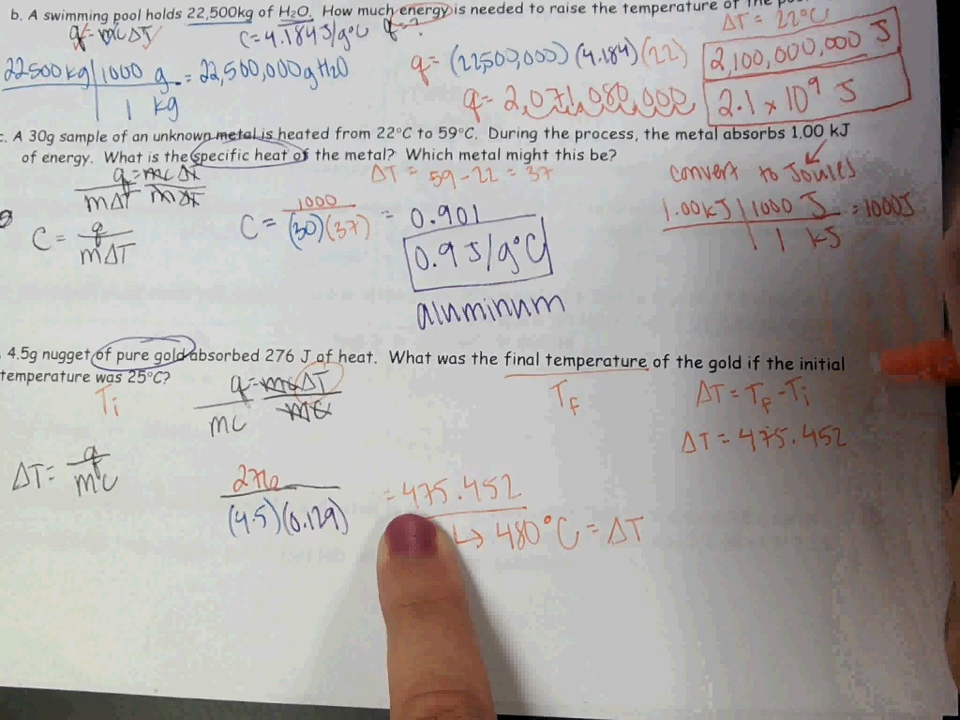 b. A swimming pool holds 22,500kg of H₂O. How much energy is needed to raise the temperature of the
q = mCΔT
C = 4.184 J/g°C
q = ?
ΔT = 22°C
22500 kg | 1000 g = 22,500,000 g H₂O
1 kg
q = (22,500,000) (4.184) (22)
2,100,000,000 J
q = 2,071,080,000
2.1 x 10⁹ J
c. A 30g sample of an unknown metal is heated from 22°C to 59°C. During the process, the metal absorbs 1.00 kJ
of energy. What is the specific heat of the metal? Which metal might this be?
q = mCΔT
mΔT mΔT
ΔT = 59 - 22 = 37
convert to Joules
C = q
mΔT
C = 1000
(30)(37)
= 0.901
0.9 J/g°C
aluminum
1.00 kJ | 1000 J = 1000J
1 kJ
4.5g nugget of pure gold absorbed 276 J of heat. What was the final temperature of the gold if the initial
temperature was 25°C?
Ti
q = mCΔT
mC mC
TF
ΔT = TF - Ti
ΔT = 475.452
ΔT = q
mC
276
(4.5)(0.129)
= 475.452
↳ 480°C = ΔT